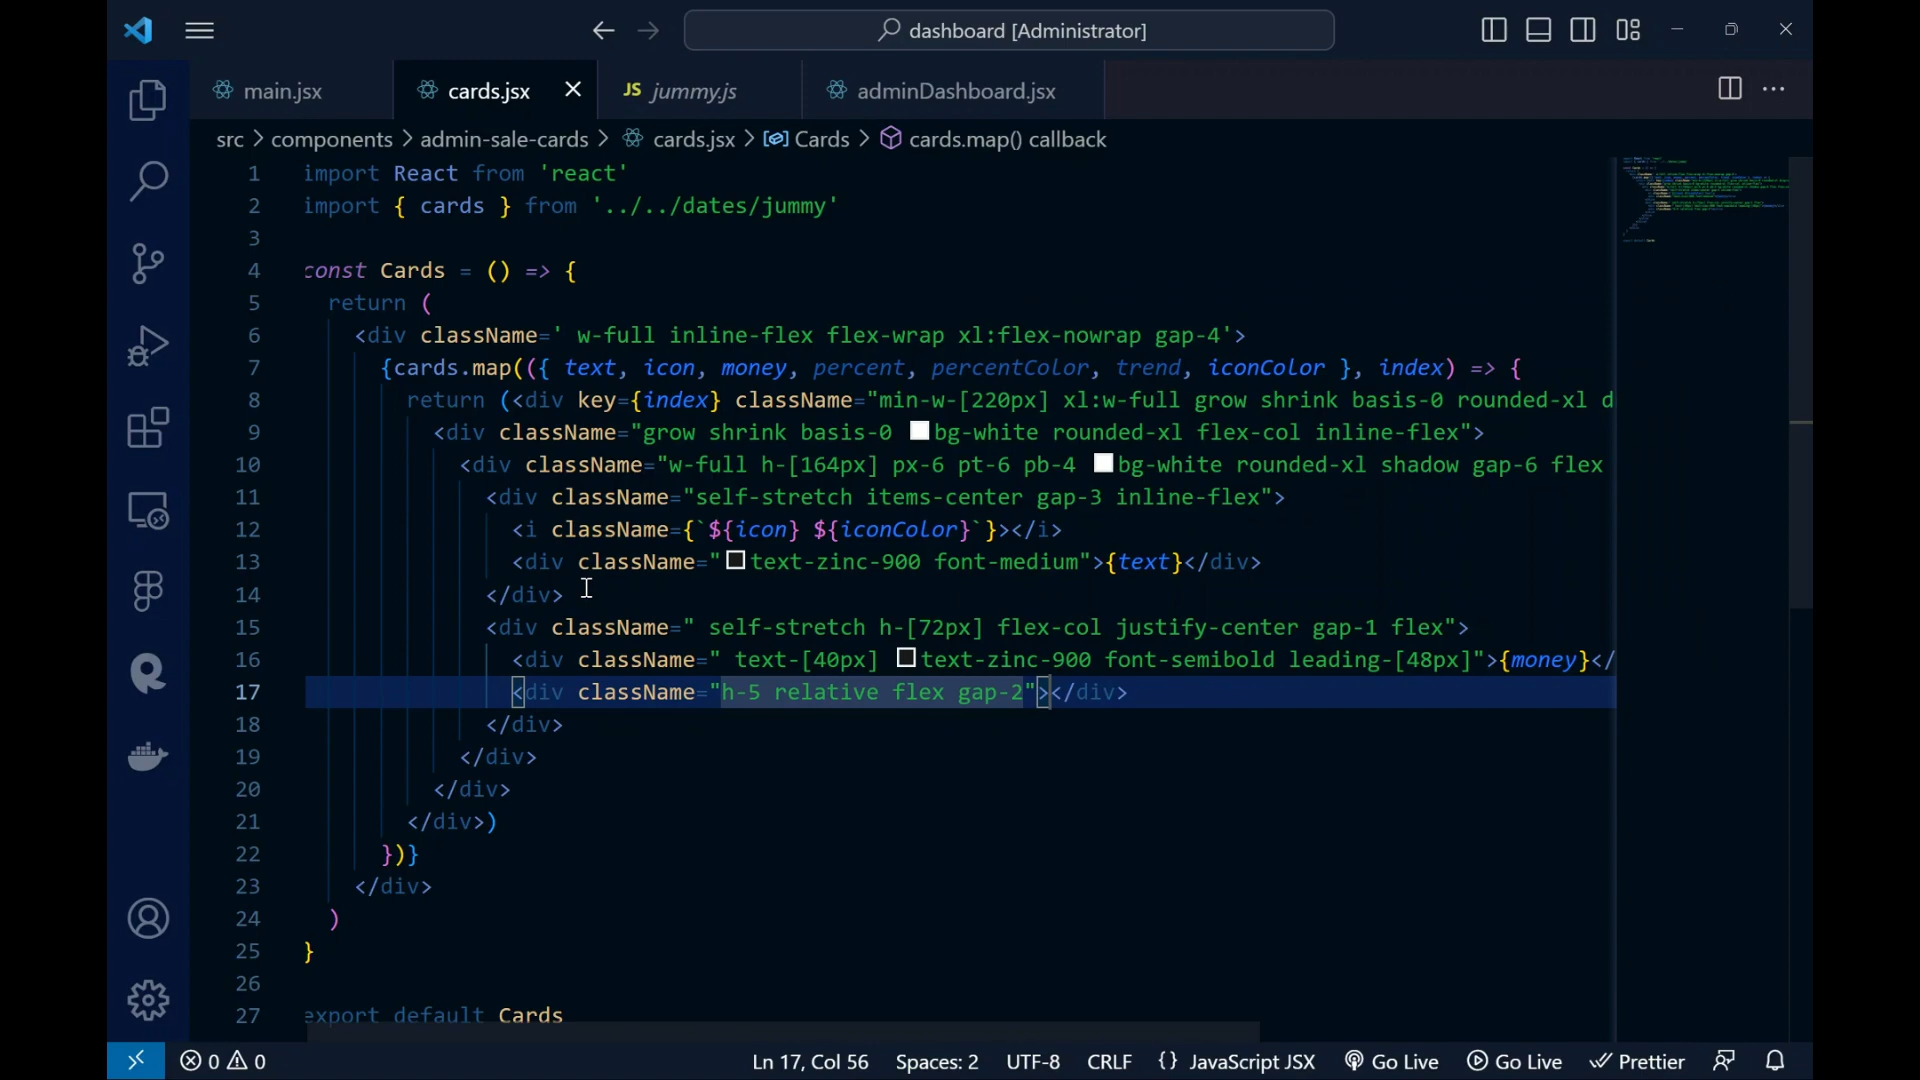 dashboard [Administrator]
main.jsx
cards.jsx
JS jummy.js
adminDashboard.jsx
src > components > admin-sale-cards > cards.jsx > Cards > cards.map() callback
1 import React from 'react'
2 import { cards } from '../../dates/jummy'
3
4 const Cards = () => {
5 return (
6 <div className=' w-full inline-flex flex-wrap xl:flex-nowrap gap-4'>
7 {cards.map(({ text, icon, money, percent, percentColor, trend, iconColor }, index) => {
8 return (<div key={index} className="min-w-[220px] xl:w-full grow shrink basis-0 rounded-xl d
9 <div className="grow shrink basis-0 bg-white rounded-xl flex-col inline-flex">
10 <div className="w-full h-[164px] px-6 pt-6 pb-4 bg-white rounded-xl shadow gap-6 flex
11 <div className="self-stretch items-center gap-3 inline-flex">
12 <i className={`${icon} ${iconColor}`}></i>
13 <div className=" text-zinc-900 font-medium">{text}</div>
14 </div>
15 <div className=" self-stretch h-[72px] flex-col justify-center gap-1 flex">
16 <div className=" text-[40px] text-zinc-900 font-semibold leading-[48px]">{money}</
17 <div className="h-5 relative flex gap-2"></div>
18 </div>
19 </div>
20 </div>
21 </div>)
22 })}
23 </div>
24 )
25 }
26
27 export default Cards
0 0 Ln 17, Col 56 Spaces: 2 UTF-8 CRLF {} JavaScript JSX Go Live Go Live Prettier